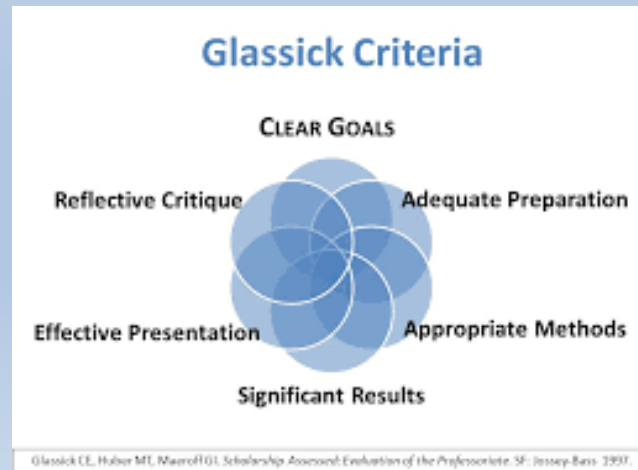 Glassick Criteria
CLEAR GOALS
Reflective Critique
Adequate Preparation
Effective Presentation
Appropriate Methods
Significant Results
Glassick CE, Huber MT, Maeroff GI. Scholarship Assessed: Evaluation of the Professoriate. SF: Jossey-Bass 1997.